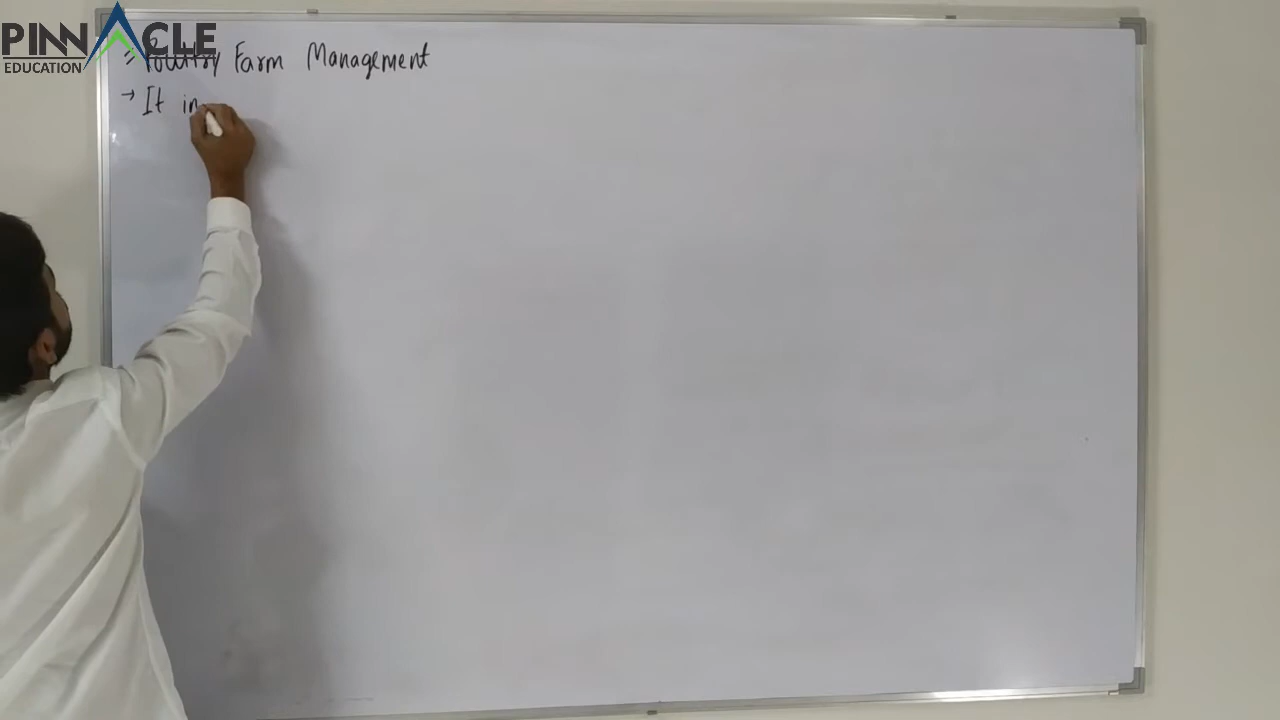 PINNACLE
EDUCATION
⇒ Poultry Farm Management
→ It in